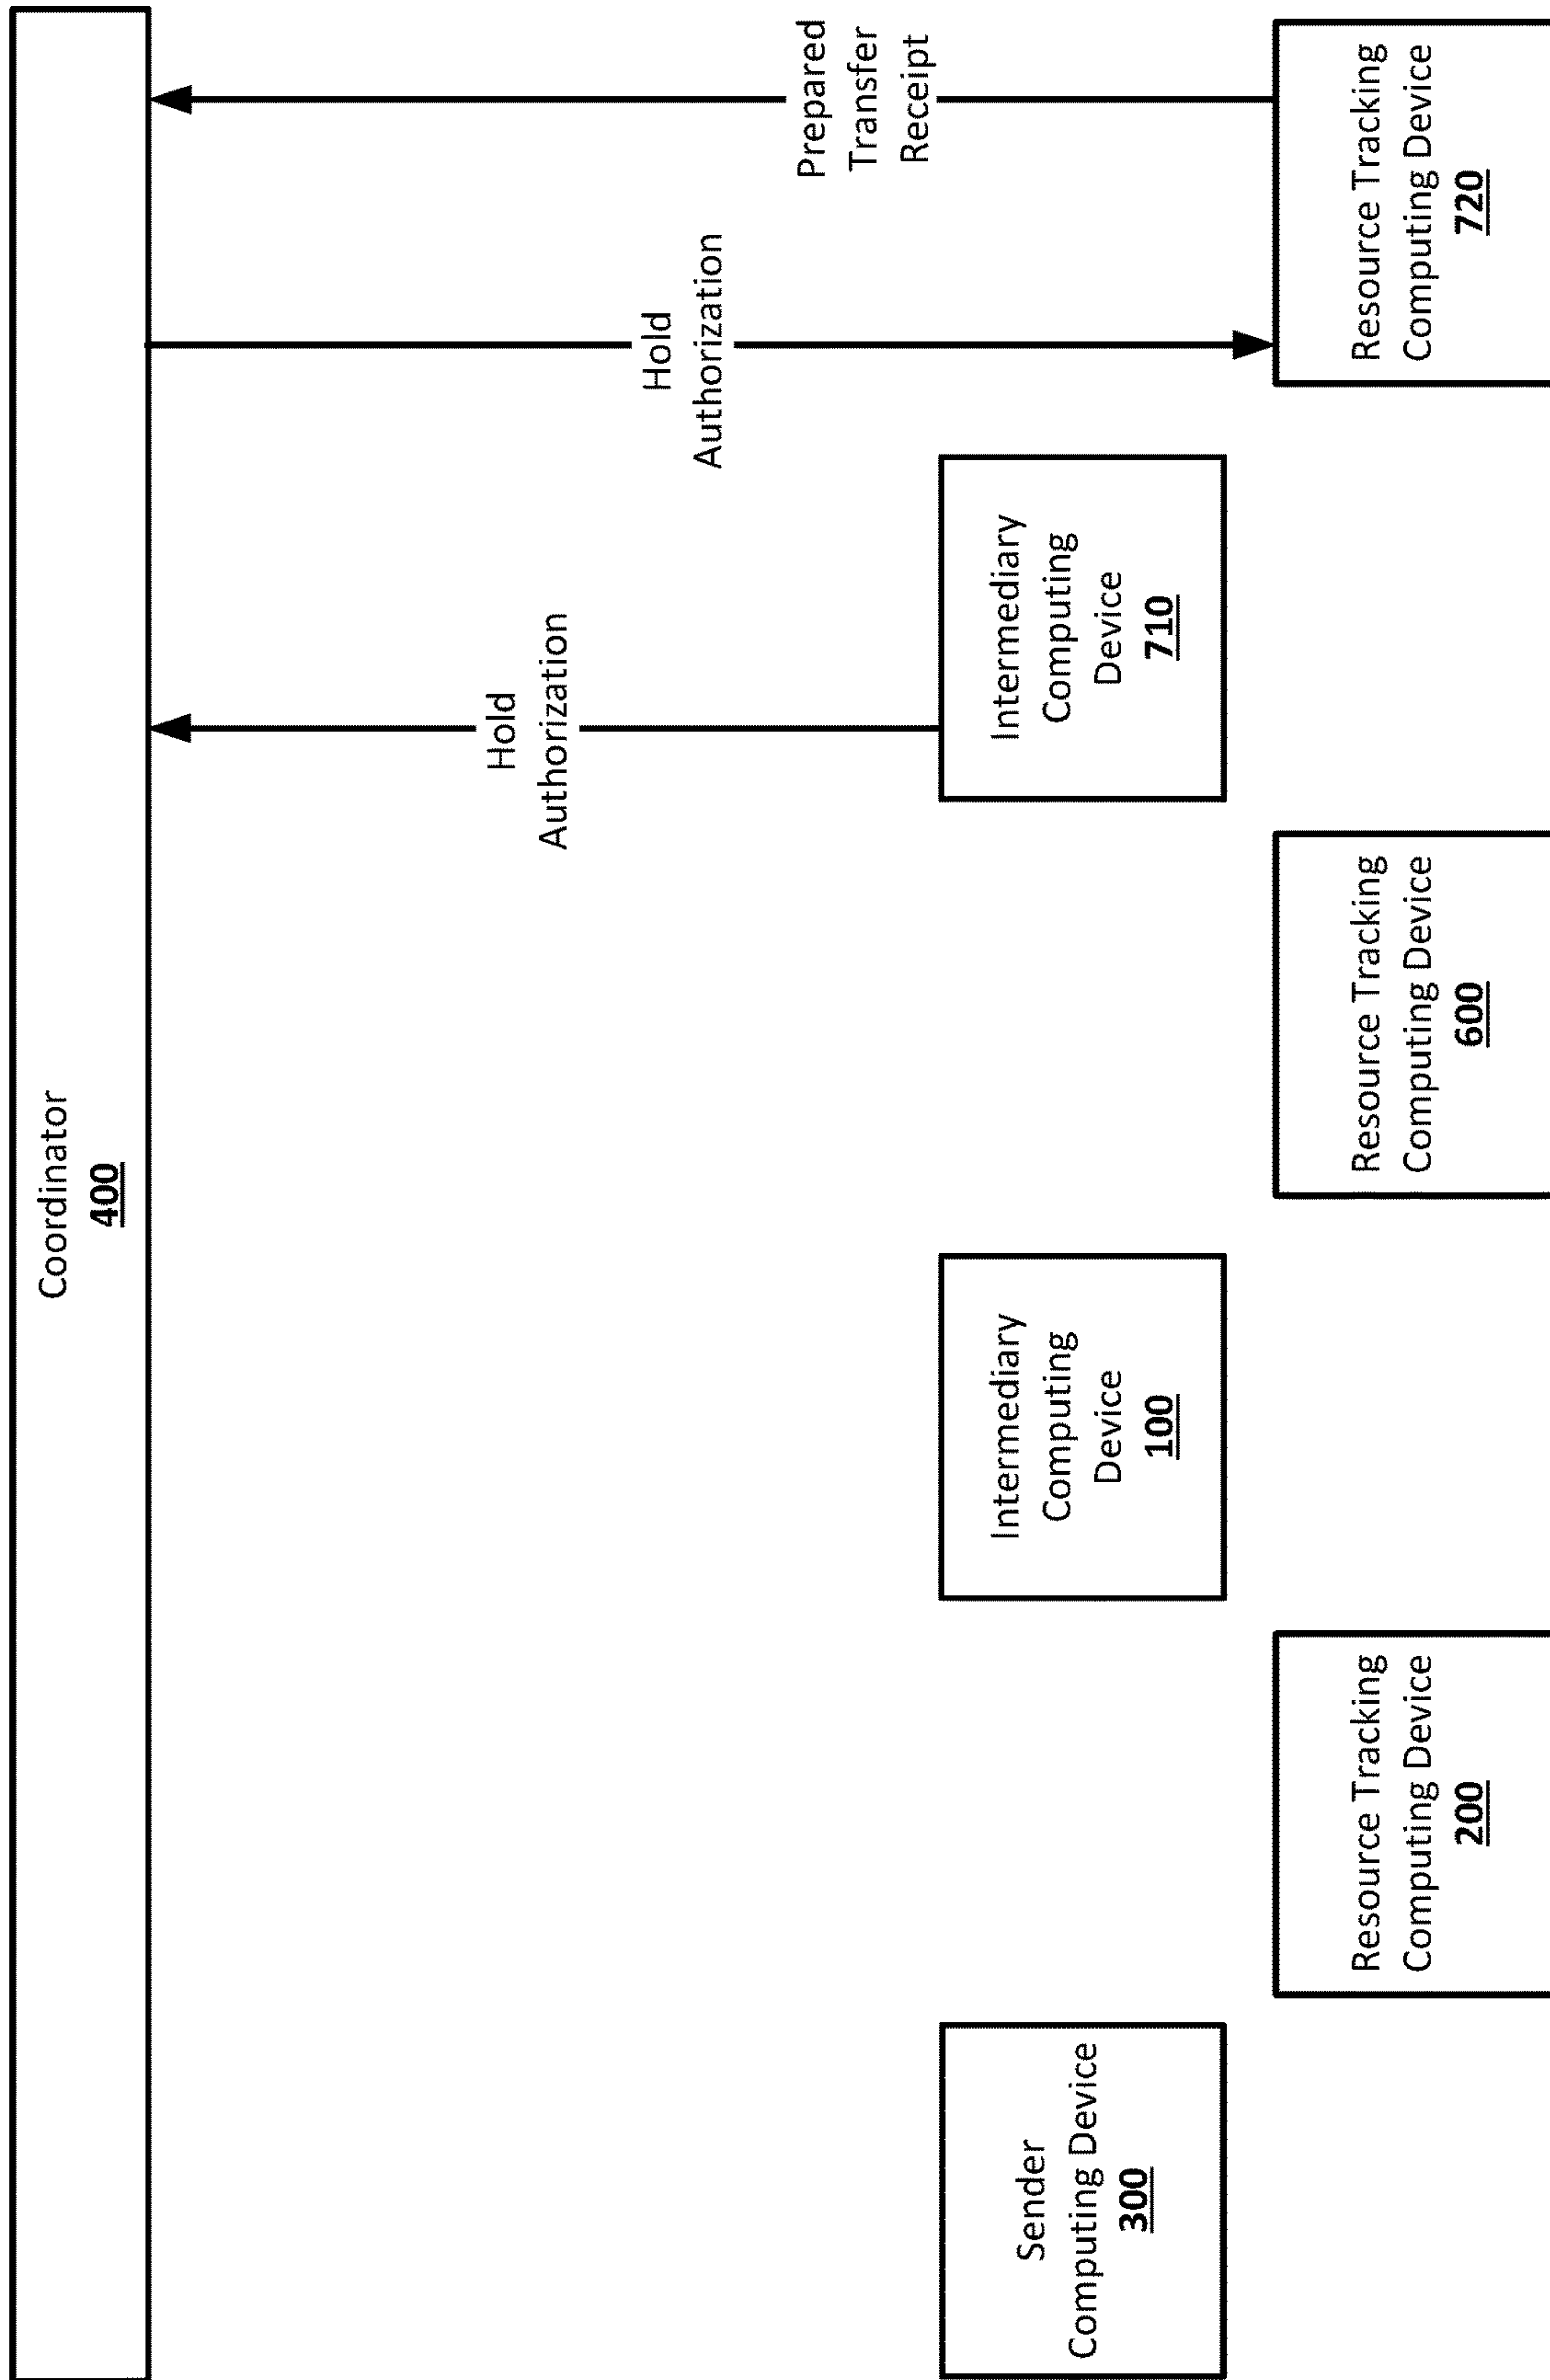 Coordinator
400
Prepared
Transfer
Receipt
Hold
Authorization
Hold
Authorization
Sender
Computing Device
300
Intermediary
Computing
Device
100
Intermediary
Computing
Device
710
Resource Tracking
Computing Device
200
Resource Tracking
Computing Device
600
Resource Tracking
Computing Device
720